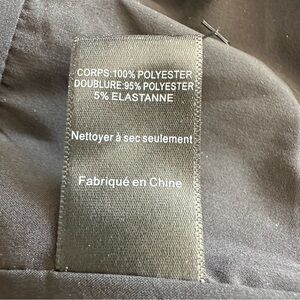 CORPS:100% POLYESTER
DOUBLURE:95% POLYESTER
5% ELASTANNE
Nettoyer à sec seulement
Fabriqué en Chine